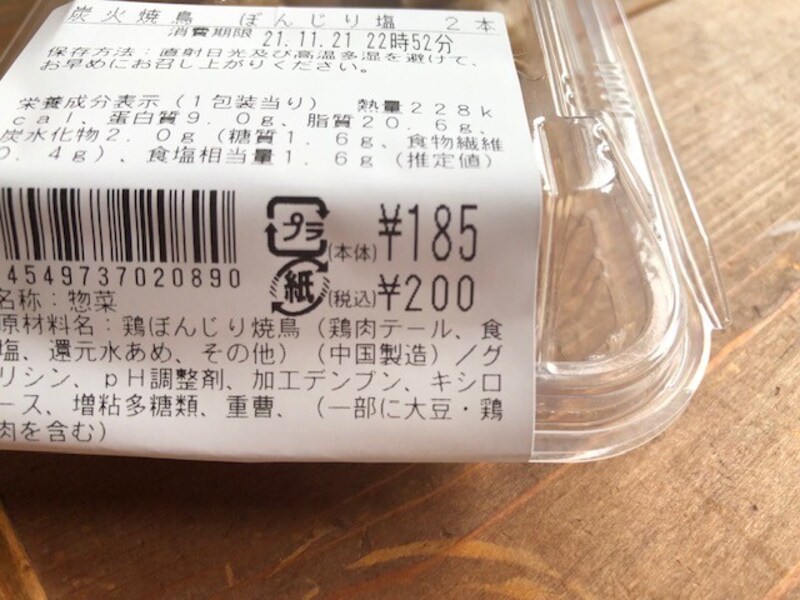 炭火焼鳥 ぼんじり塩 2本
消費期限 21.11.21 22時52分
保存方法：直射日光及び高温多湿を避けて、
お早めにお召し上がりください。
栄養成分表示（1包装当り） 熱量228k
cal、蛋白質9.0g、脂質20.6g、
炭水化物2.0g（糖質1.6g、食物繊維
0.4g）、食塩相当量1.6g（推定値）
プラ
(本体) ¥185
4549737020890
紙
(税込) ¥200
名称：惣菜
原材料名：鶏ぼんじり焼鳥（鶏肉テール、食
塩、還元水あめ、その他）（中国製造）／グ
リシン、pH調整剤、加工デンプン、キシロ
ース、増粘多糖類、重曹、（一部に大豆・鶏
肉を含む）